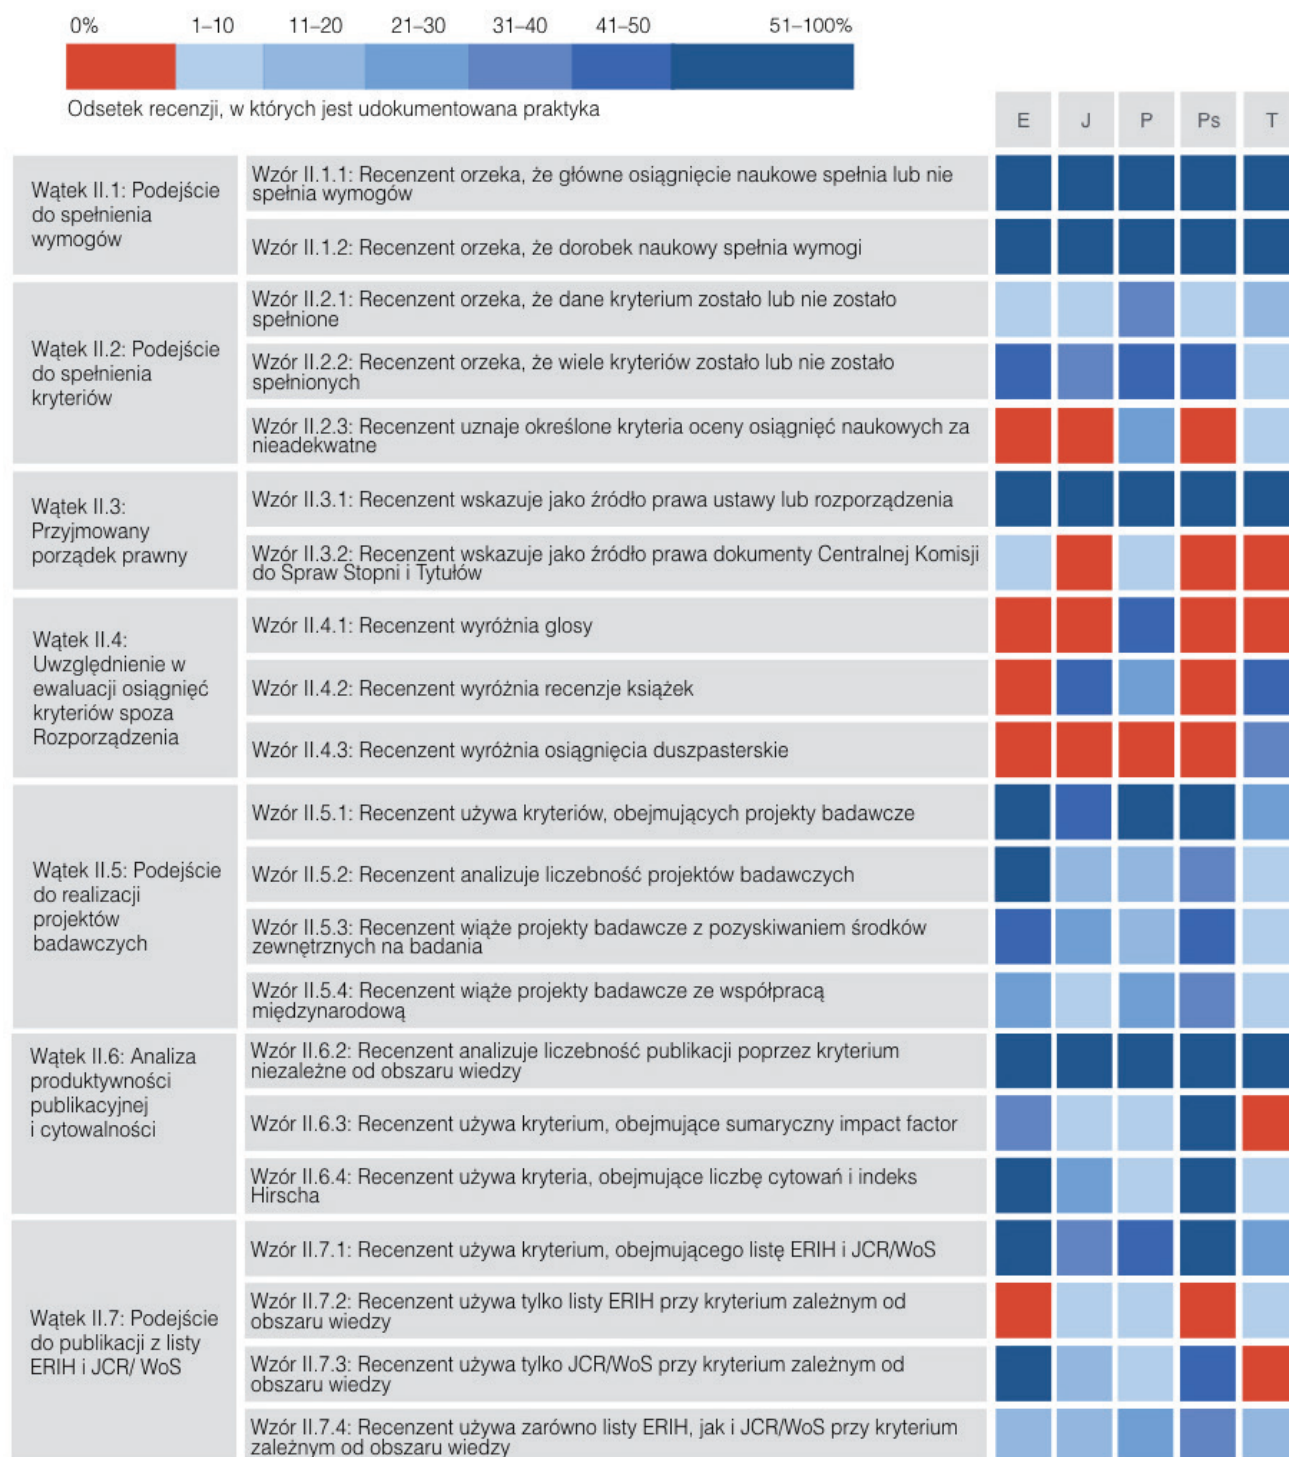 0% 1–10 11–20 21–30 31–40 41–50 51–100%
Odsetek recenzji, w których jest udokumentowana praktyka
E J P Ps T
Wątek II.1: Podejście
do spełnienia
wymogów
Wzór II.1.1: Recenzent orzeka, że główne osiągnięcie naukowe spełnia lub nie
spełnia wymogów
Wzór II.1.2: Recenzent orzeka, że dorobek naukowy spełnia wymogi
Wątek II.2: Podejście
do spełnienia
kryteriów
Wzór II.2.1: Recenzent orzeka, że dane kryterium zostało lub nie zostało
spełnione
Wzór II.2.2: Recenzent orzeka, że wiele kryteriów zostało lub nie zostało
spełnionych
Wzór II.2.3: Recenzent uznaje określone kryteria oceny osiągnięć naukowych za
nieadekwatne
Wątek II.3:
Przyjmowany
porządek prawny
Wzór II.3.1: Recenzent wskazuje jako źródło prawa ustawy lub rozporządzenia
Wzór II.3.2: Recenzent wskazuje jako źródło prawa dokumenty Centralnej Komisji
do Spraw Stopni i Tytułów
Wątek II.4:
Uwzględnienie w
ewaluacji osiągnięć
kryteriów spoza
Rozporządzenia
Wzór II.4.1: Recenzent wyróżnia glosy
Wzór II.4.2: Recenzent wyróżnia recenzje książek
Wzór II.4.3: Recenzent wyróżnia osiągnięcia duszpasterskie
Wątek II.5: Podejście
do realizacji
projektów
badawczych
Wzór II.5.1: Recenzent używa kryteriów, obejmujących projekty badawcze
Wzór II.5.2: Recenzent analizuje liczebność projektów badawczych
Wzór II.5.3: Recenzent wiąże projekty badawcze z pozyskiwaniem środków
zewnętrznych na badania
Wzór II.5.4: Recenzent wiąże projekty badawcze ze współpracą
międzynarodową
Wątek II.6: Analiza
produktywności
publikacyjnej
i cytowalności
Wzór II.6.2: Recenzent analizuje liczebność publikacji poprzez kryterium
niezależne od obszaru wiedzy
Wzór II.6.3: Recenzent używa kryterium, obejmujące sumaryczny impact factor
Wzór II.6.4: Recenzent używa kryteria, obejmujące liczbę cytowań i indeks
Hirscha
Wątek II.7: Podejście
do publikacji z listy
ERIH i JCR/ WoS
Wzór II.7.1: Recenzent używa kryterium, obejmującego listę ERIH i JCR/WoS
Wzór II.7.2: Recenzent używa tylko listy ERIH przy kryterium zależnym od
obszaru wiedzy
Wzór II.7.3: Recenzent używa tylko JCR/WoS przy kryterium zależnym od
obszaru wiedzy
Wzór II.7.4: Recenzent używa zarówno listy ERIH, jak i JCR/WoS przy kryterium
zależnym od obszaru wiedzy